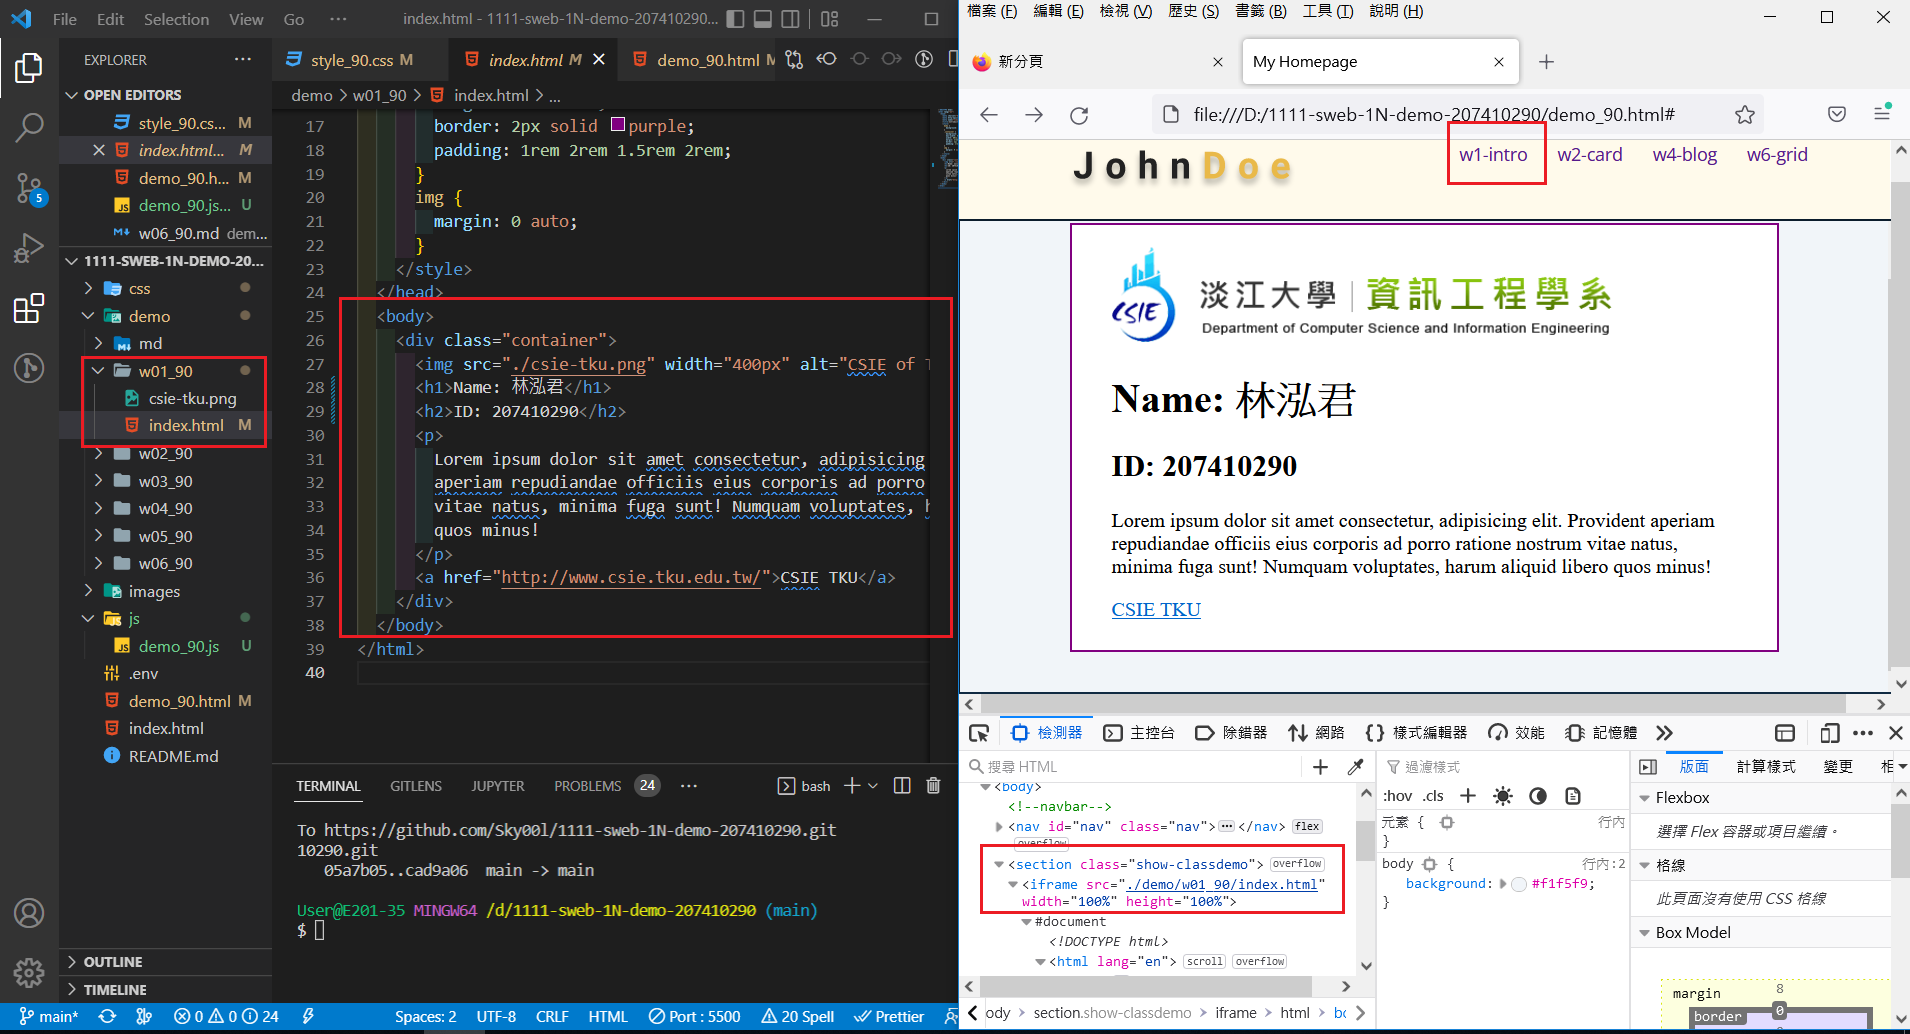 File Edit Selection View Go ··· index.html - 1111-sweb-1N-demo-207410290...
EXPLORER ···
OPEN EDITORS
style_90.cs... M
index.html... M
demo_90.h... M
demo_90.js... U
w06_90.md dem...
1111-SWEB-1N-DEMO-20...
css
demo
md
w01_90
csie-tku.png
index.html M
w02_90
w03_90
w04_90
w05_90
w06_90
images
js
demo_90.js U
.env
demo_90.html M
index.html
README.md
OUTLINE
TIMELINE
5
style_90.css M index.html M demo_90.html M
demo > w01_90 > index.html > ...
17 border: 2px solid purple;
18 padding: 1rem 2rem 1.5rem 2rem;
19 }
20 img {
21 margin: 0 auto;
22 }
23 </style>
24 </head>
25 <body>
26 <div class="container">
27 <img src="./csie-tku.png" width="400px" alt="CSIE of T
28 <h1>Name: 林泓君</h1>
29 <h2>ID: 207410290</h2>
30 <p>
31 Lorem ipsum dolor sit amet consectetur, adipisicing
32 aperiam repudiandae officiis eius corporis ad porro
33 vitae natus, minima fuga sunt! Numquam voluptates, h
34 quos minus!
35 </p>
36 <a href="http://www.csie.tku.edu.tw/">CSIE TKU</a>
37 </div>
38 </body>
39 </html>
40
TERMINAL GITLENS JUPYTER PROBLEMS 24 ··· bash
To https://github.com/Sky00l/1111-sweb-1N-demo-207410290.git
10290.git
05a7b05..cad9a06 main -> main
User@E201-35 MINGW64 /d/1111-sweb-1N-demo-207410290 (main)
$
main* 0 0 24 Spaces: 2 UTF-8 CRLF HTML Port : 5500 20 Spell Prettier
檔案 (F) 編輯 (E) 檢視 (V) 歷史 (S) 書籤 (B) 工具 (T) 說明 (H)
新分頁 My Homepage
file:///D:/1111-sweb-1N-demo-207410290/demo_90.html#
JohnDoe w1-intro w2-card w4-blog w6-grid
CSIE 淡江大學 | 資訊工程學系
Department of Computer Science and Information Engineering
Name: 林泓君
ID: 207410290
Lorem ipsum dolor sit amet consectetur, adipisicing elit. Provident aperiam
repudiandae officiis eius corporis ad porro ratione nostrum vitae natus,
minima fuga sunt! Numquam voluptates, harum aliquid libero quos minus!
CSIE TKU
檢測器 主控台 除錯器 網路 樣式編輯器 效能 記憶體
搜尋 HTML
<body>
<!--navbar-->
<nav id="nav" class="nav"> ··· </nav> flex
overflow
<section class="show-classdemo"> overflow
<iframe src="./demo/w01_90/index.html"
width="100%" height="100%">
#document
<!DOCTYPE html>
<html lang="en"> scroll overflow
ody > section.show-classdemo > iframe > html > bo
過濾樣式
:hov .cls
元素 { 行內
}
body { 行內:2
background: #f1f5f9;
}
版面 計算樣式 變更 相
Flexbox
選擇 Flex 容器或項目繼續。
格線
此頁面沒有使用 CSS 格線
Box Model
margin 8
border 0